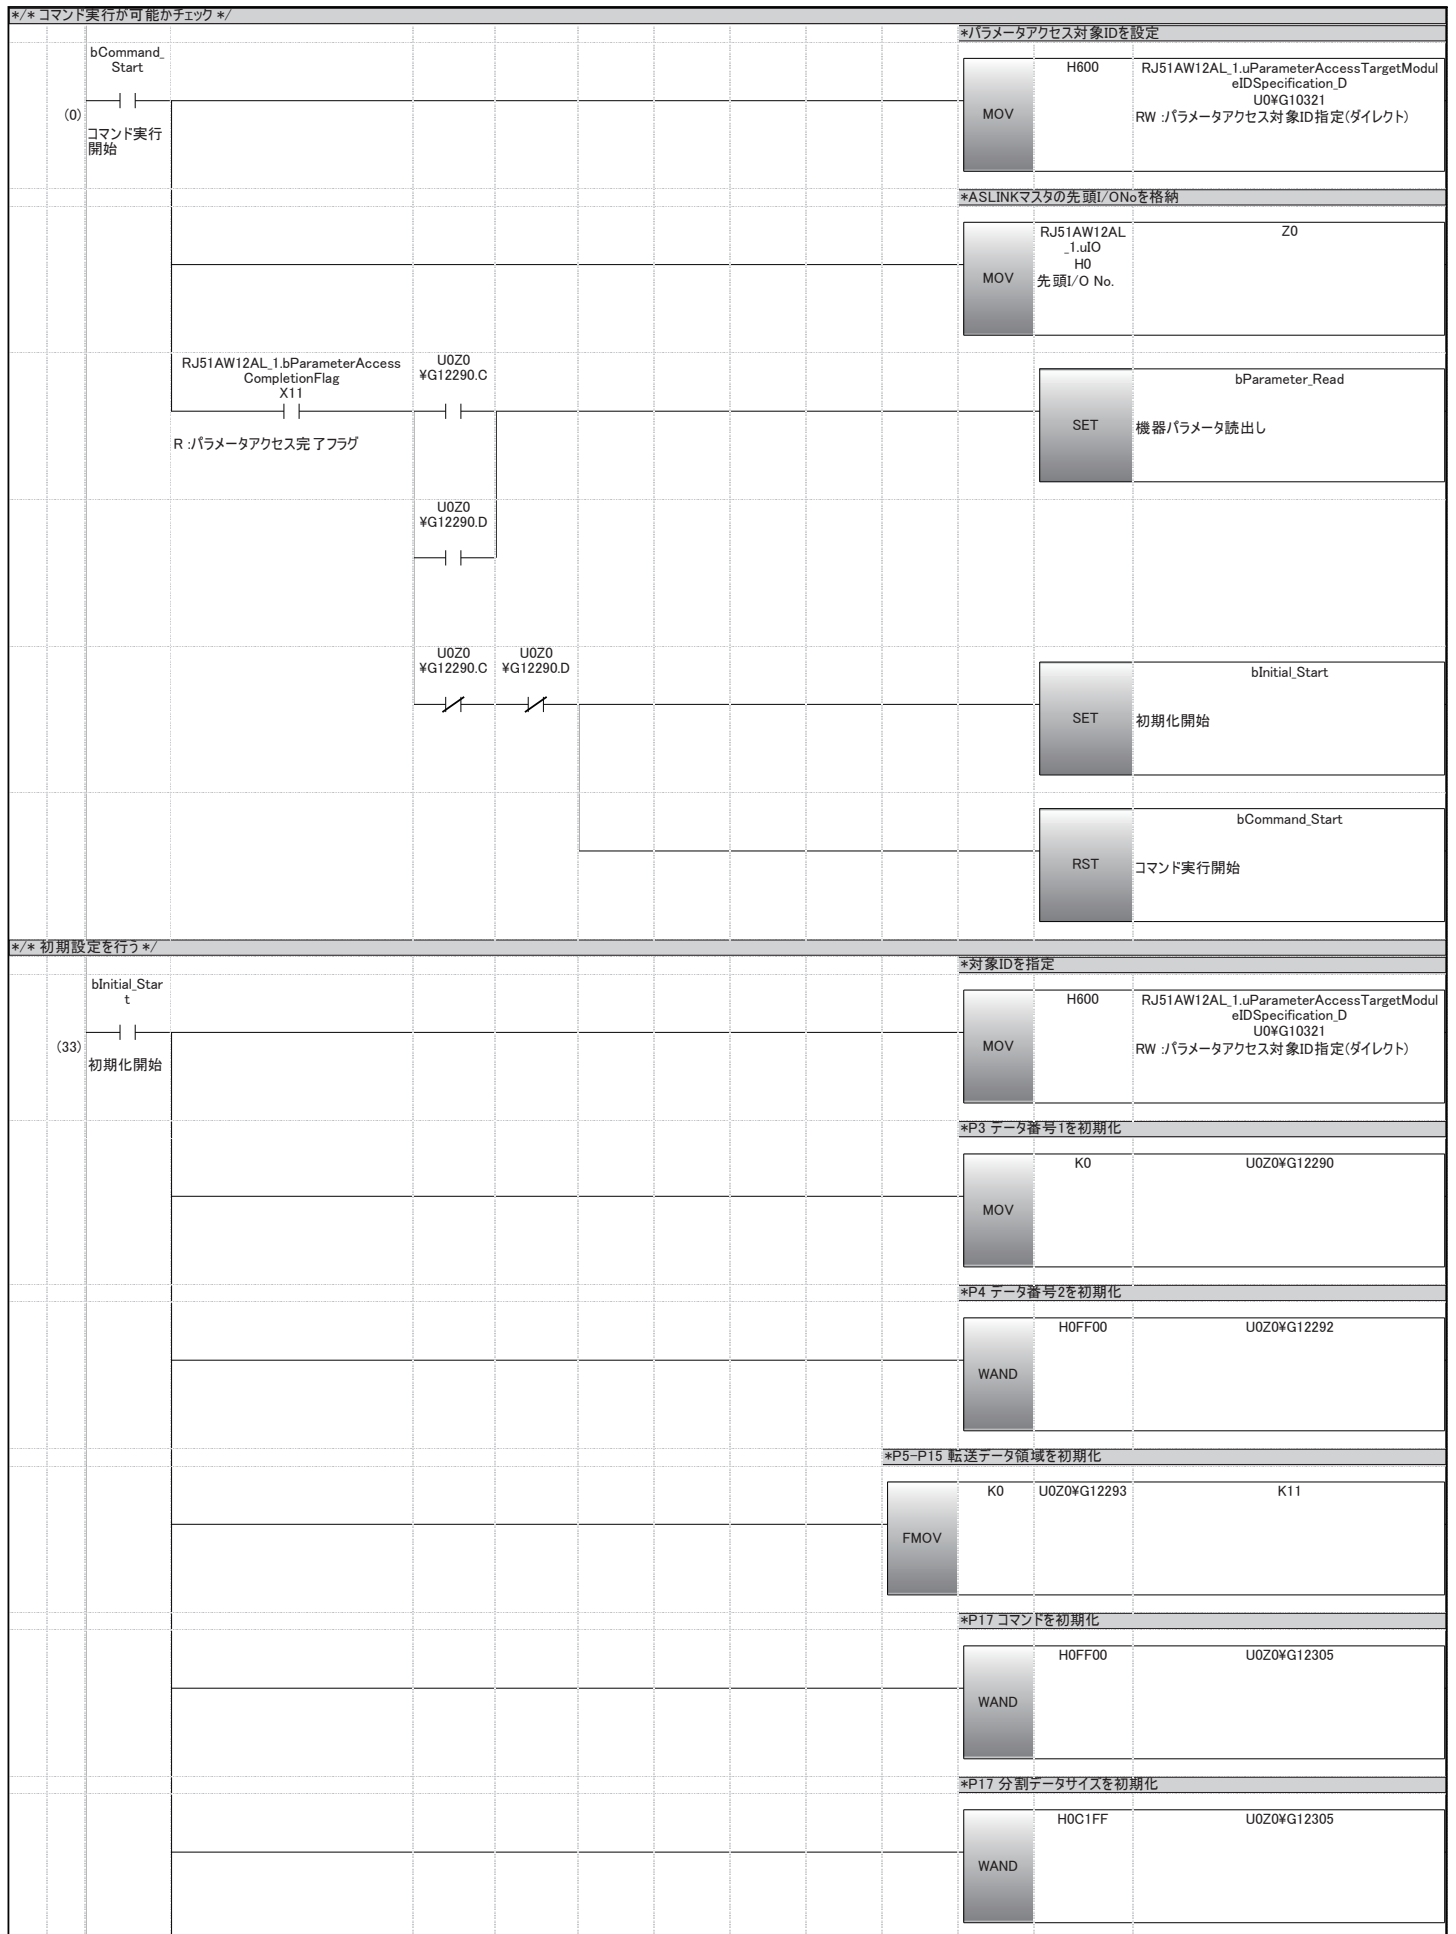 */* コマンド実行が可能かチェック */
*パラメータアクセス対象IDを設定
bCommand_
Start
(0)
コマンド実行
開始
MOV
H600
RJ51AW12AL_1.uParameterAccessTargetModul
eIDSpecification_D
U0¥G10321
RW :パラメータアクセス対象ID指定(ダイレクト)
*ASLINKマスタの先頭I/ONoを格納
MOV
RJ51AW12AL
_1.uIO
H0
先頭I/O No.
Z0
RJ51AW12AL_1.bParameterAccess
CompletionFlag
X11
R :パラメータアクセス完了フラグ
U0Z0
¥G12290.C
SET
bParameter_Read
機器パラメータ読出し
U0Z0
¥G12290.D
U0Z0
¥G12290.C
U0Z0
¥G12290.D
SET
bInitial_Start
初期化開始
RST
bCommand_Start
コマンド実行開始
*/* 初期設定を行う */
*対象IDを指定
bInitial_Star
t
(33)
初期化開始
MOV
H600
RJ51AW12AL_1.uParameterAccessTargetModul
eIDSpecification_D
U0¥G10321
RW :パラメータアクセス対象ID指定(ダイレクト)
*P3 データ番号1を初期化
MOV
K0
U0Z0¥G12290
*P4 データ番号2を初期化
WAND
H0FF00
U0Z0¥G12292
*P5-P15 転送データ領域を初期化
FMOV
K0
U0Z0¥G12293
K11
*P17 コマンドを初期化
WAND
H0FF00
U0Z0¥G12305
*P17 分割データサイズを初期化
WAND
H0C1FF
U0Z0¥G12305